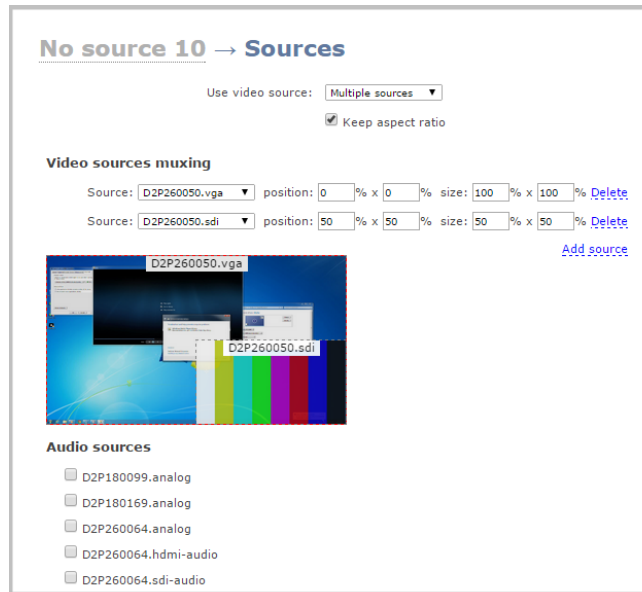 No source 10 → Sources
Use video source: Multiple sources
Keep aspect ratio
Video sources muxing
Source: D2P260050.vga position: 0 % x 0 % size: 100 % x 100 % Delete
Source: D2P260050.sdi position: 50 % x 50 % size: 50 % x 50 % Delete
Add source
D2P260050.vga
D2P260050.sdi
Audio sources
D2P180099.analog
D2P180169.analog
D2P260064.analog
D2P260064.hdmi-audio
D2P260064.sdi-audio